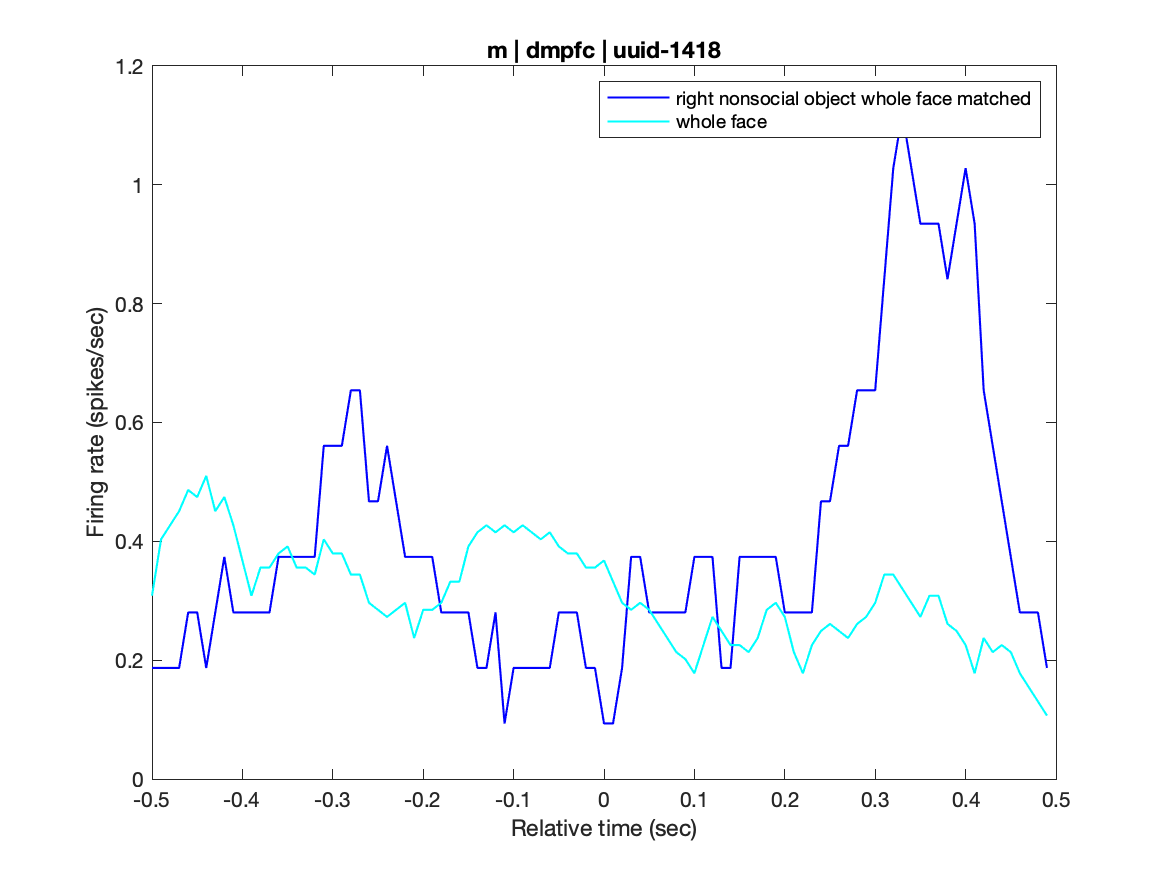 m | dmpfc | uuid-1418
right nonsocial object whole face matched
whole face
Firing rate (spikes/sec)
1.2
1
0.8
0.6
0.4
0.2
0
-0.5 -0.4 -0.3 -0.2 -0.1 0 0.1 0.2 0.3 0.4 0.5
Relative time (sec)